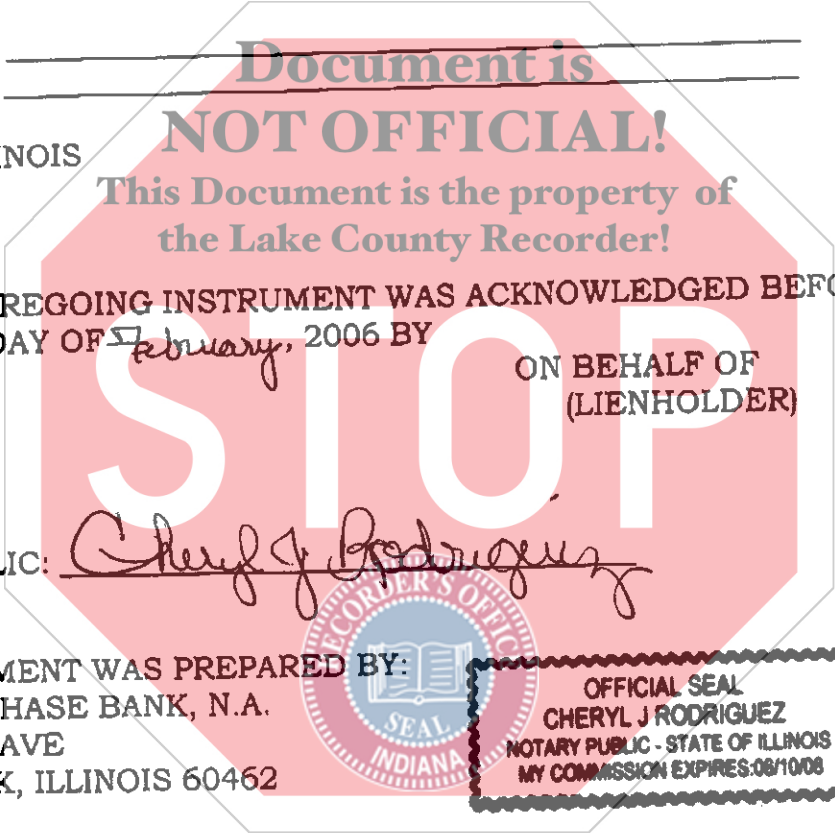 Document is
NOT OFFICIAL!
INOIS
This Document is the property of
the Lake County Recorder!
REGOING INSTRUMENT WAS ACKNOWLEDGED BEFO
DAY OF February, 2006 BY
ON BEHALF OF
(LIENHOLDER)
STOP
LIC: Cheryl J Rodriguez
RECORDER'S OFFICE
SEAL
INDIANA
MENT WAS PREPARED BY:
HASE BANK, N.A.
AVE
K, ILLINOIS 60462
OFFICIAL SEAL
CHERYL J RODRIGUEZ
NOTARY PUBLIC - STATE OF ILLINOIS
MY COMMISSION EXPIRES:08/10/08